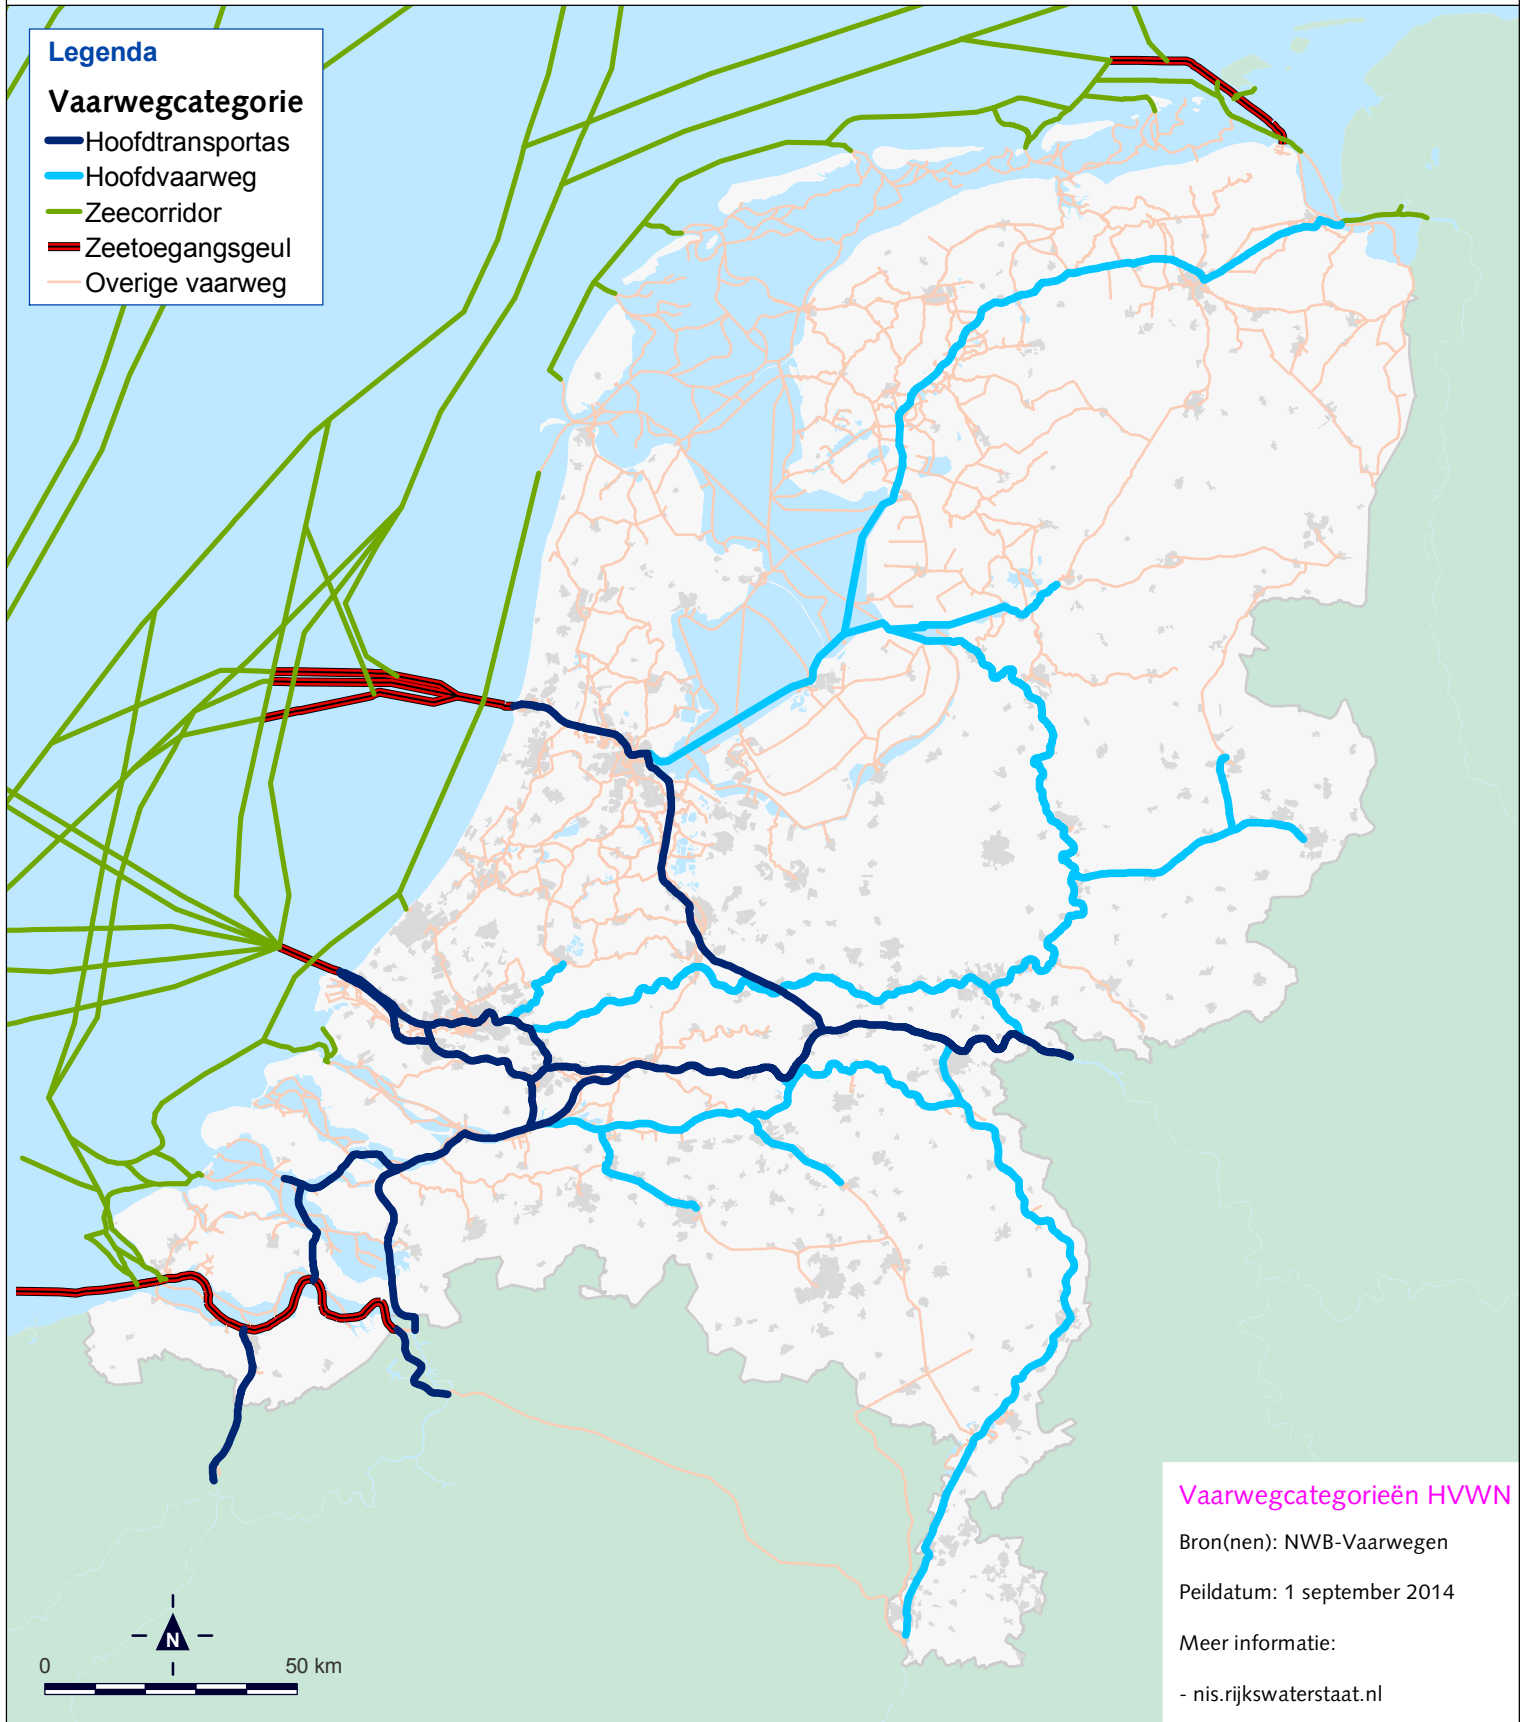 Legenda
Vaarwegcategorie
Hoofdtransportas
Hoofdvaarweg
Zeecorridor
Zeetoegangsgeul
Overige vaarweg
N
0 50 km
Vaarwegcategorieën HVWN
Bron(nen): NWB-Vaarwegen
Peildatum: 1 september 2014
Meer informatie:
- nis.rijkswaterstaat.nl